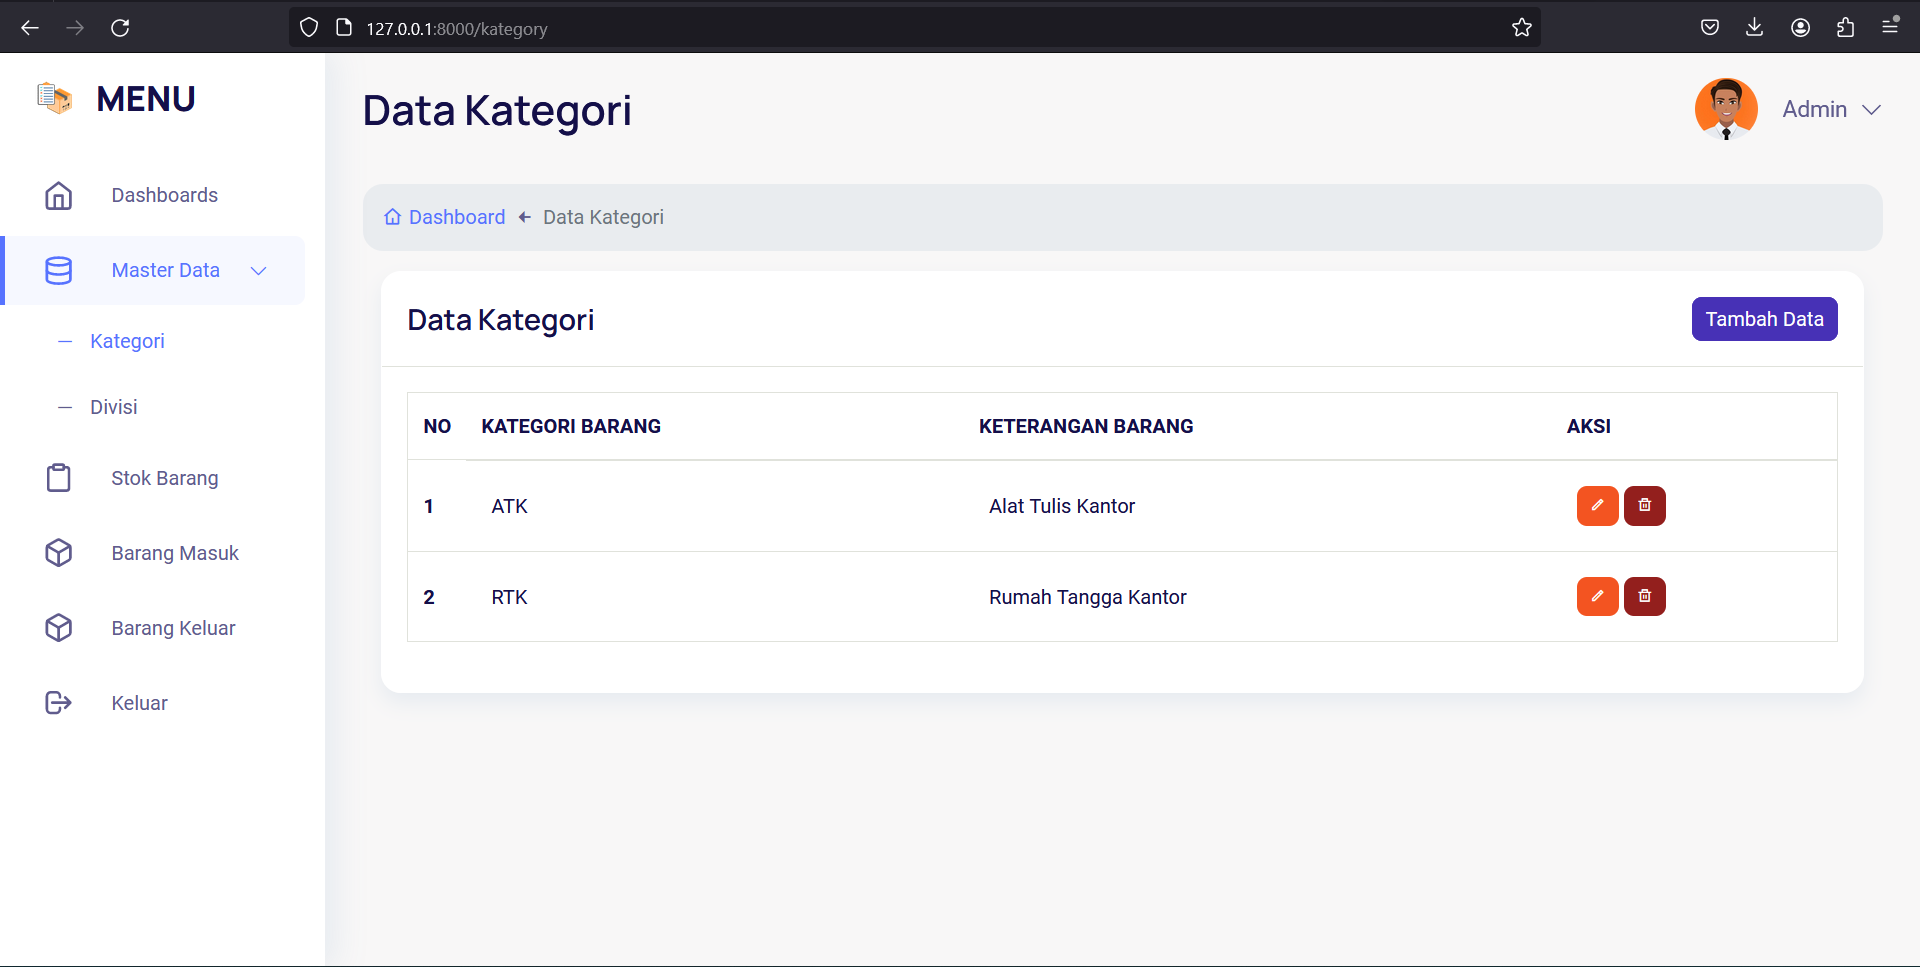 127.0.0.1:8000/kategory
MENU
Dashboards
Master Data
Kategori
Divisi
Stok Barang
Barang Masuk
Barang Keluar
Keluar
Data Kategori
Admin
Dashboard Data Kategori
Data Kategori
Tambah Data
NO KATEGORI BARANG KETERANGAN BARANG AKSI
1 ATK Alat Tulis Kantor
2 RTK Rumah Tangga Kantor